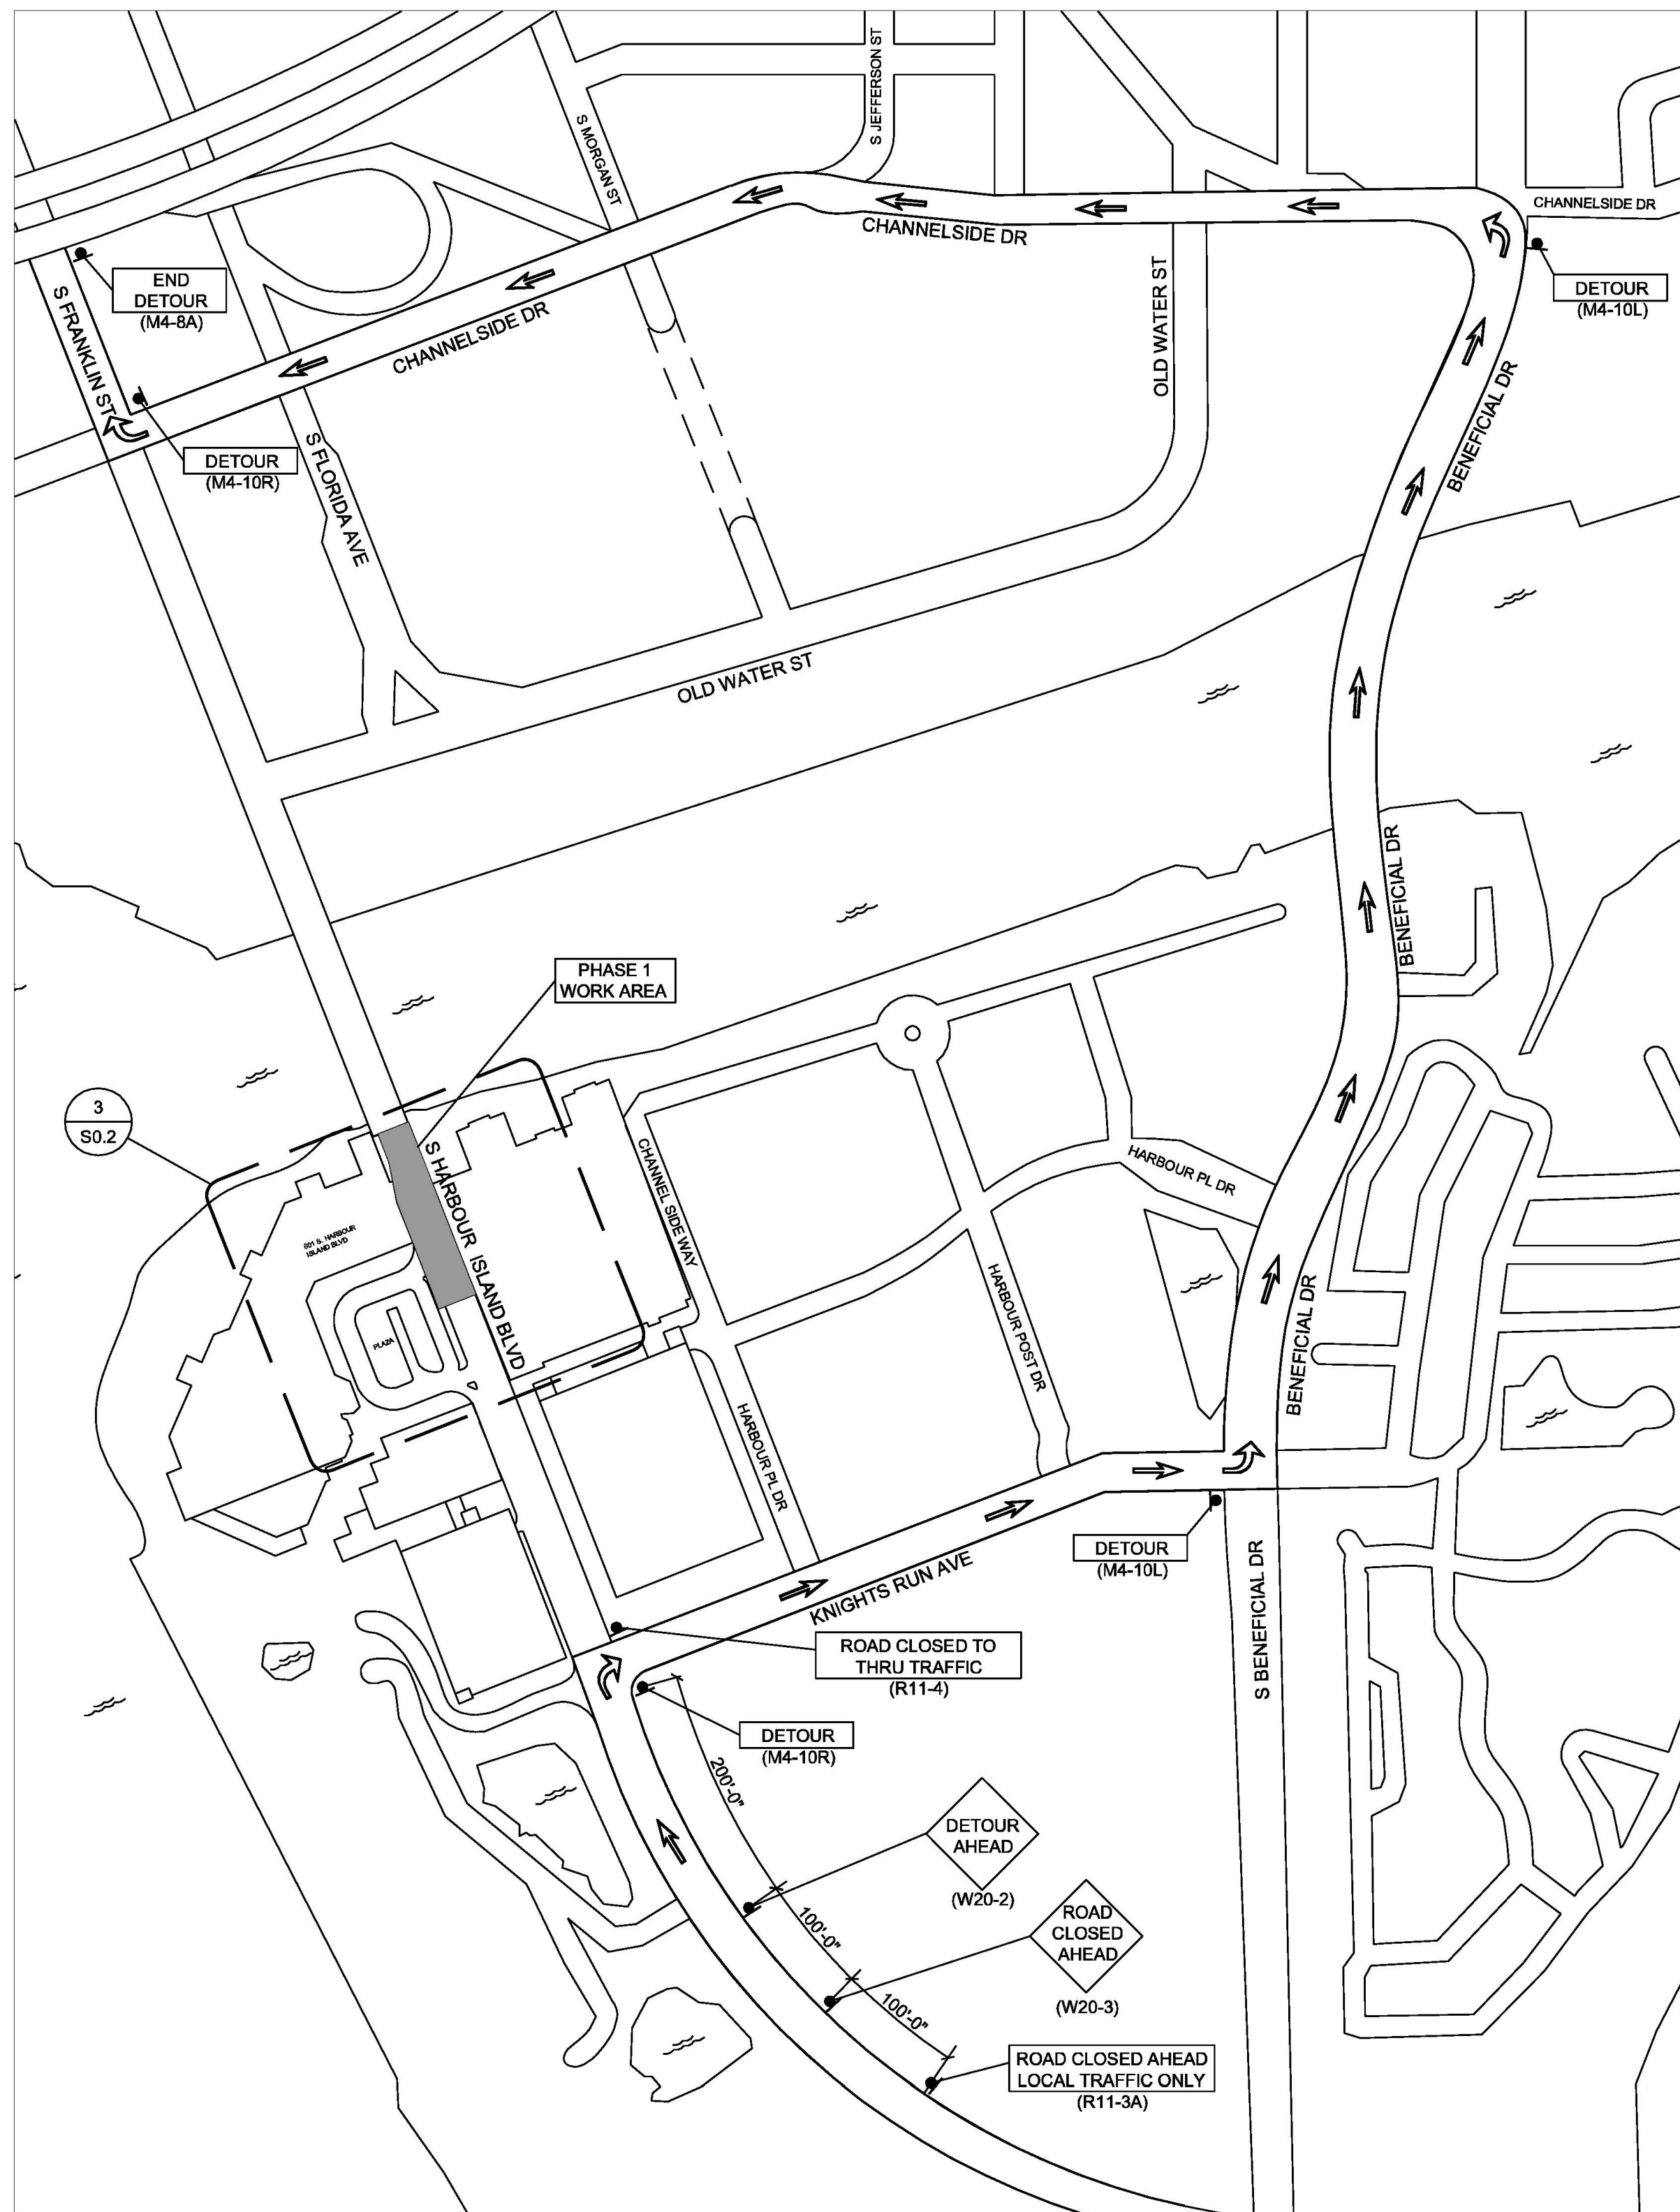 S JEFFERSON ST
S MORGAN ST
CHANNELSIDE DR
CHANNELSIDE DR
END
DETOUR
(M4-8A)
DETOUR
(M4-10L)
S FRANKLIN ST
CHANNELSIDE DR
OLD WATER ST
BENEFICIAL DR
DETOUR
(M4-10R)
S FLORIDA AVE
OLD WATER ST
BENEFICIAL DR
PHASE 1
WORK AREA
3
S0.2
S HARBOUR ISLAND BLVD
CHANNEL SIDE WAY
HARBOUR PL DR
601 S. HARBOUR
ISLAND BLVD
PLAZA
HARBOUR POST DR
BENEFICIAL DR
HARBOUR PL DR
DETOUR
(M4-10L)
KNIGHTS RUN AVE
S BENEFICIAL DR
ROAD CLOSED TO
THRU TRAFFIC
(R11-4)
DETOUR
(M4-10R)
200'-0"
DETOUR
AHEAD
(W20-2)
100'-0"
ROAD
CLOSED
AHEAD
(W20-3)
100'-0"
ROAD CLOSED AHEAD
LOCAL TRAFFIC ONLY
(R11-3A)